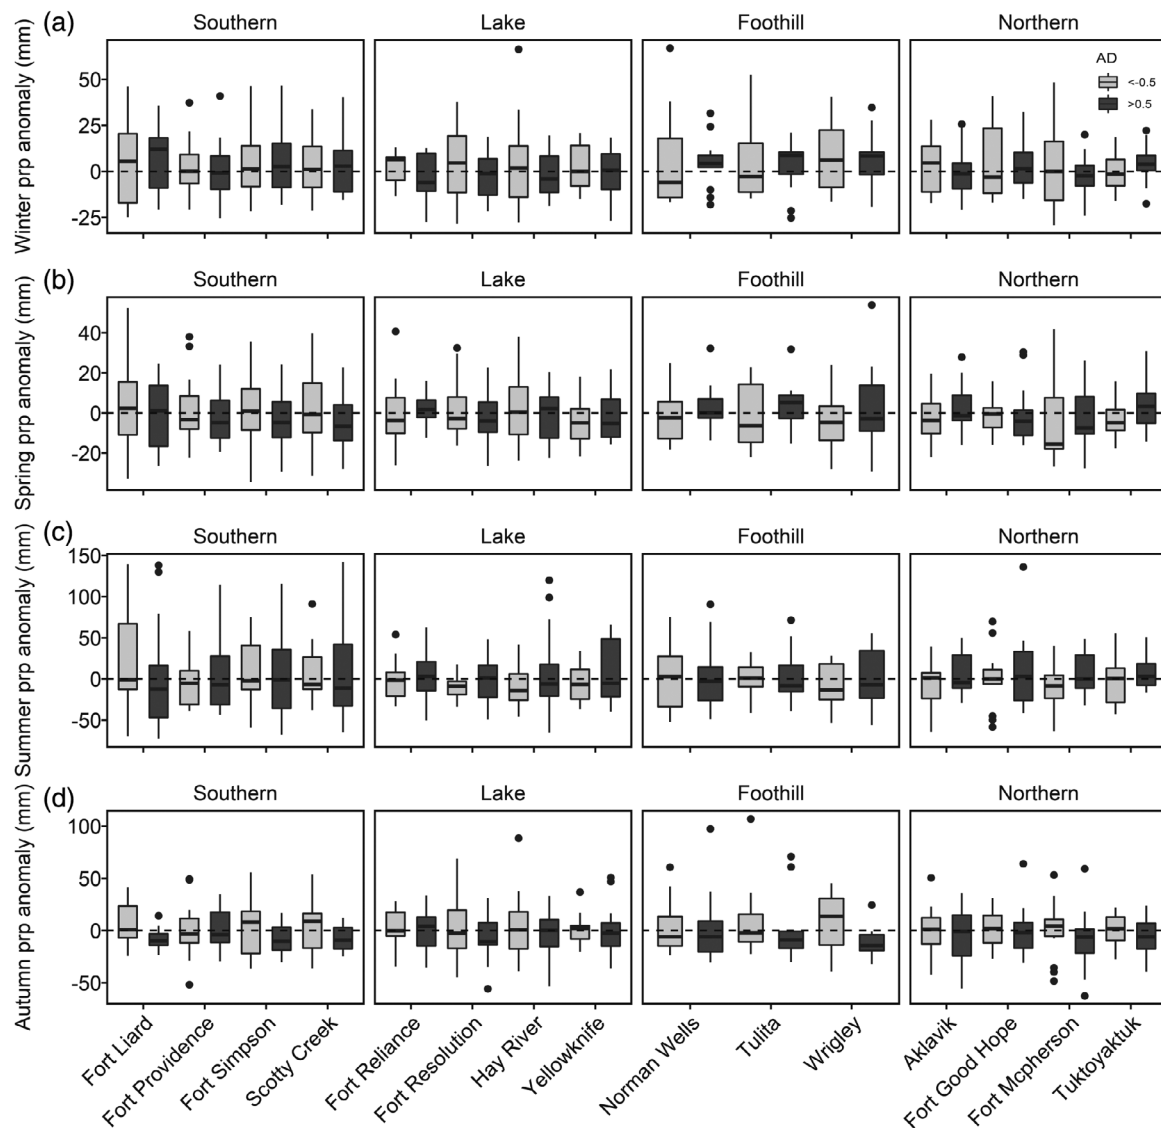 (a)
Southern Lake Foothill Northern
Winter prp anomaly (mm)
50
25
0
-25
AD
<-0.5
>0.5
(b)
Southern Lake Foothill Northern
Spring prp anomaly (mm)
40
20
0
-20
(c)
Southern Lake Foothill Northern
Summer prp anomaly (mm)
150
100
50
0
-50
(d)
Southern Lake Foothill Northern
Autumn prp anomaly (mm)
100
50
0
-50
Fort Liard
Fort Providence
Fort Simpson
Scotty Creek
Fort Reliance
Fort Resolution
Hay River
Yellowknife
Norman Wells
Tulita
Wrigley
Aklavik
Fort Good Hope
Fort Mcpherson
Tuktoyaktuk